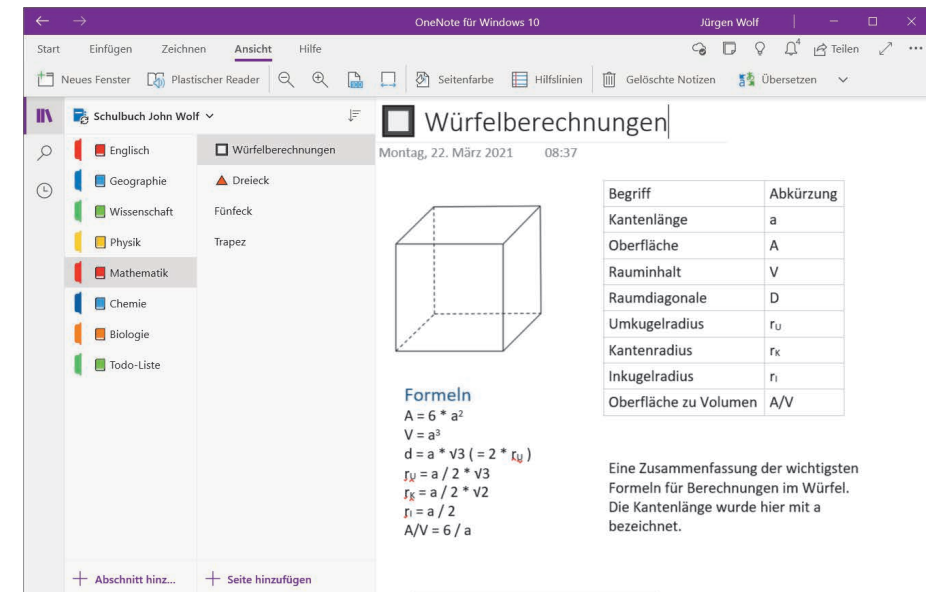 OneNote für Windows 10
Jürgen Wolf
Start Einfügen Zeichnen Ansicht Hilfe
4
Teilen
Neues Fenster Plastischer Reader Seitenfarbe Hilfslinien Gelöschte Notizen Übersetzen
Schulbuch John Wolf
Englisch
Geographie
Wissenschaft
Physik
Mathematik
Chemie
Biologie
Todo-Liste
Abschnitt hinz...
Würfelberechnungen
Dreieck
Fünfeck
Trapez
Seite hinzufügen
Würfelberechnungen
Montag, 22. März 2021 08:37
Begriff Abkürzung
Kantenlänge a
Oberfläche A
Rauminhalt V
Raumdiagonale D
Umkugelradius rᵤ
Kantenradius rₖ
Inkugelradius rᵢ
Oberfläche zu Volumen A/V
Formeln
A = 6 * a²
V = a³
d = a * √3 ( = 2 * rᵤ )
rᵤ = a / 2 * √3
rₖ = a / 2 * √2
rᵢ = a / 2
A/V = 6 / a
Eine Zusammenfassung der wichtigsten
Formeln für Berechnungen im Würfel.
Die Kantenlänge wurde hier mit a
bezeichnet.